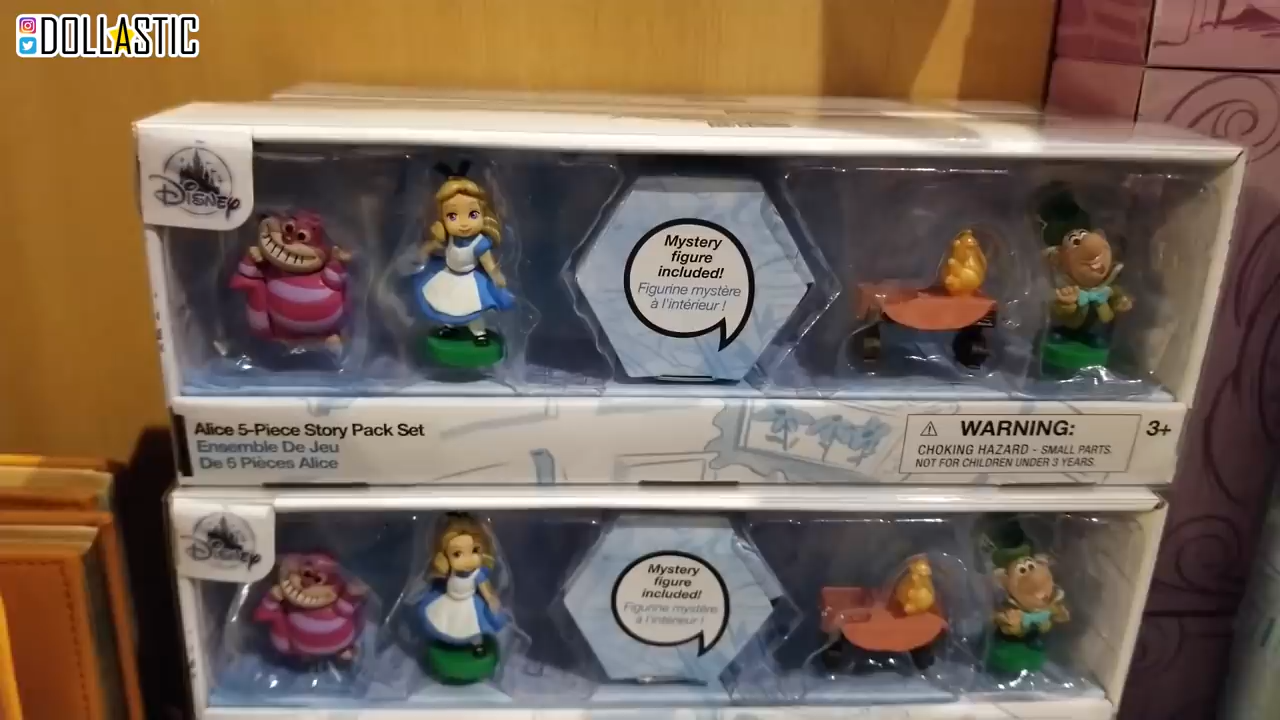 DOLLASTIC
Disney
Mystery
figure
included!
Figurine mystère
à l'intérieur !
Alice 5-Piece Story Pack Set
Ensemble De Jeu
De 5 Pièces Alice
WARNING:
CHOKING HAZARD - SMALL PARTS.
NOT FOR CHILDREN UNDER 3 YEARS.
3+
Disney
Mystery
figure
included!
Figurine mystère
à l'intérieur !